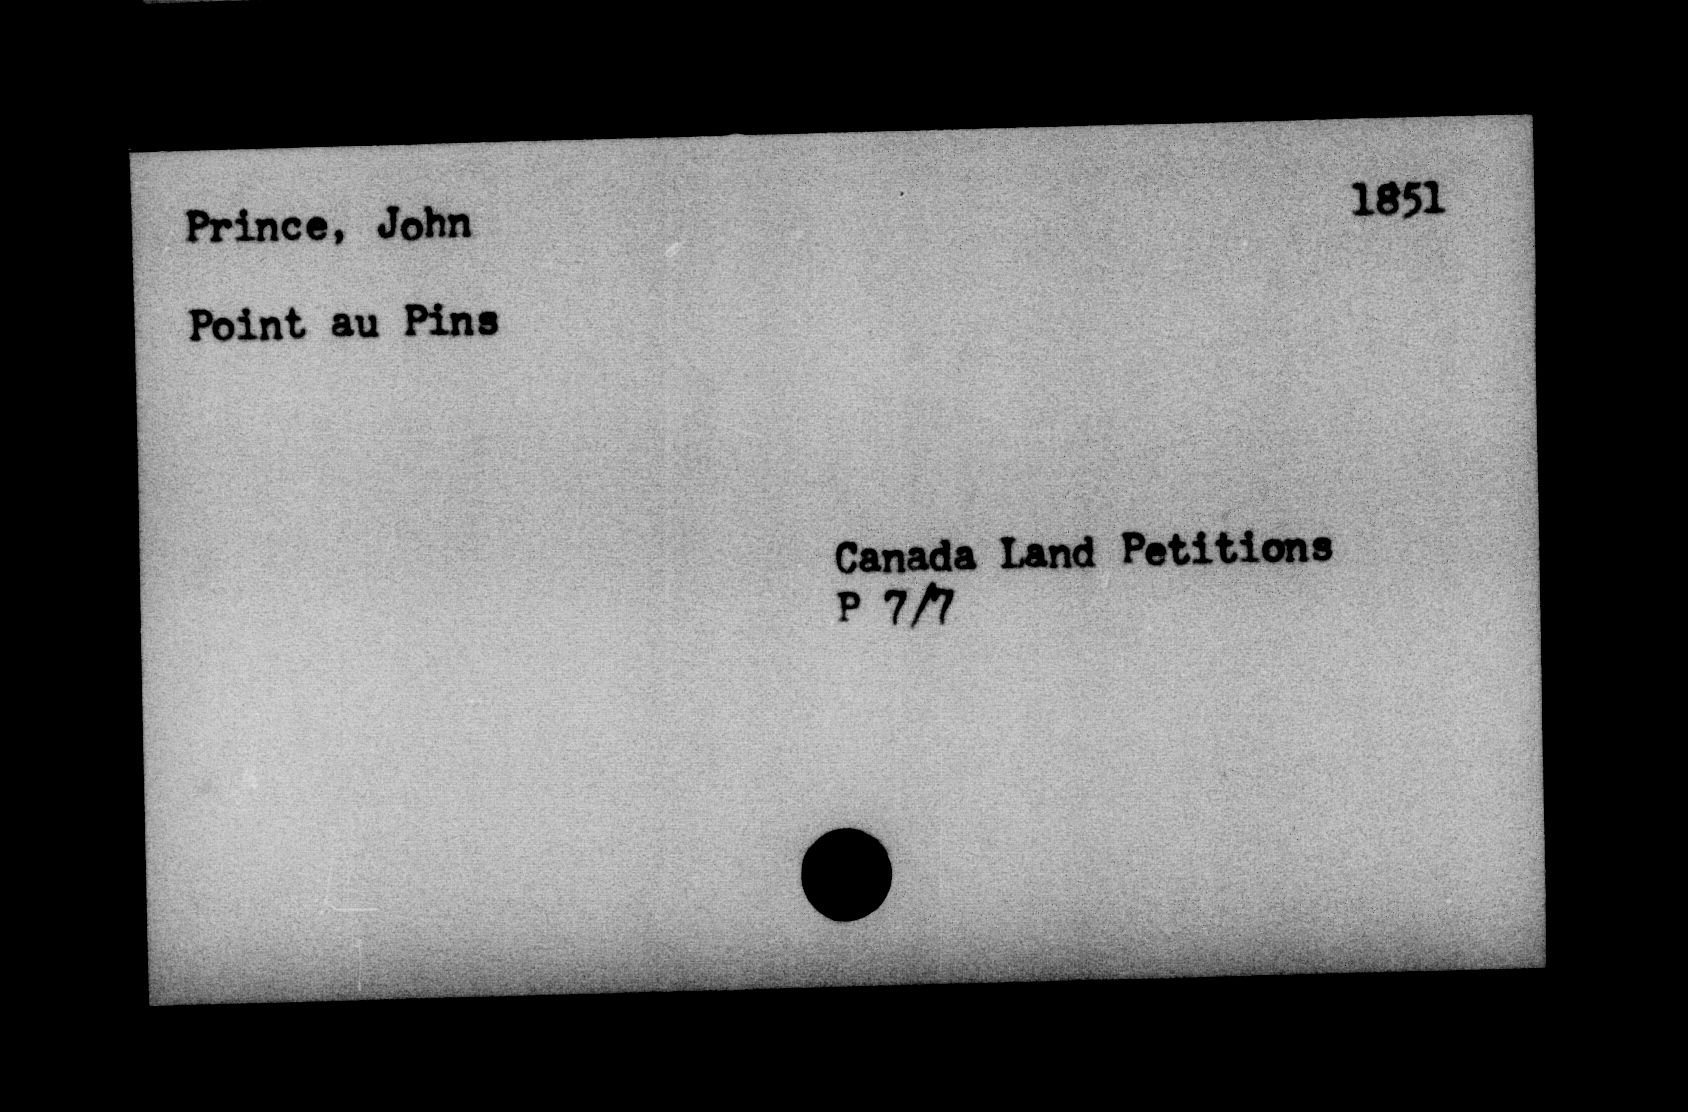 Prince, John
1851
Point au Pins
Canada Land Petitions
P 7/7